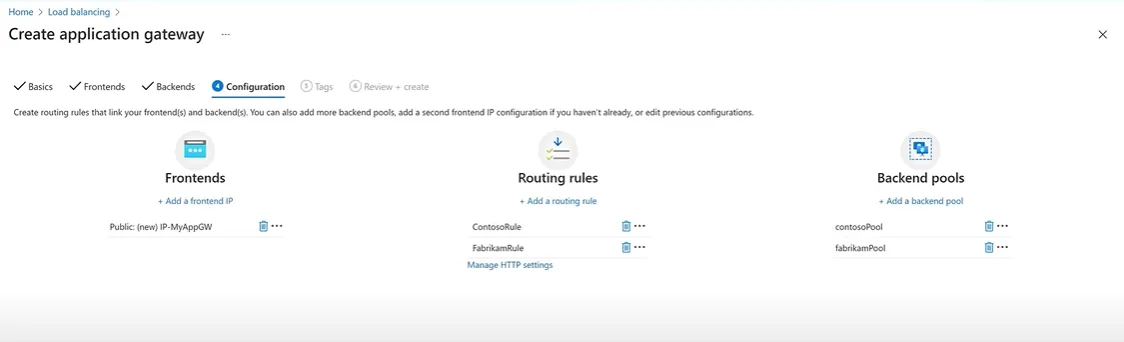 Home > Load balancing >
Create application gateway ...
Basics Frontends Backends 4 Configuration 5 Tags 6 Review + create
Create routing rules that link your frontend(s) and backend(s). You can also add more backend pools, add a second frontend IP configuration if you haven't already, or edit previous configurations.
Frontends Routing rules Backend pools
+ Add a frontend IP + Add a routing rule + Add a backend pool
Public: (new) IP-MyAppGW ContosoRule contosoPool
FabrikamRule fabrikamPool
Manage HTTP settings